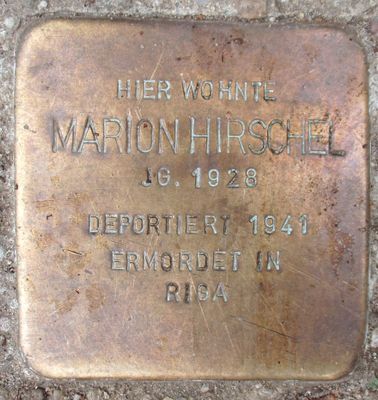 HIER WOHNTE
MARION HIRSCHEL
JG. 1928
DEPORTIERT 1941
ERMORDET IN
RIGA